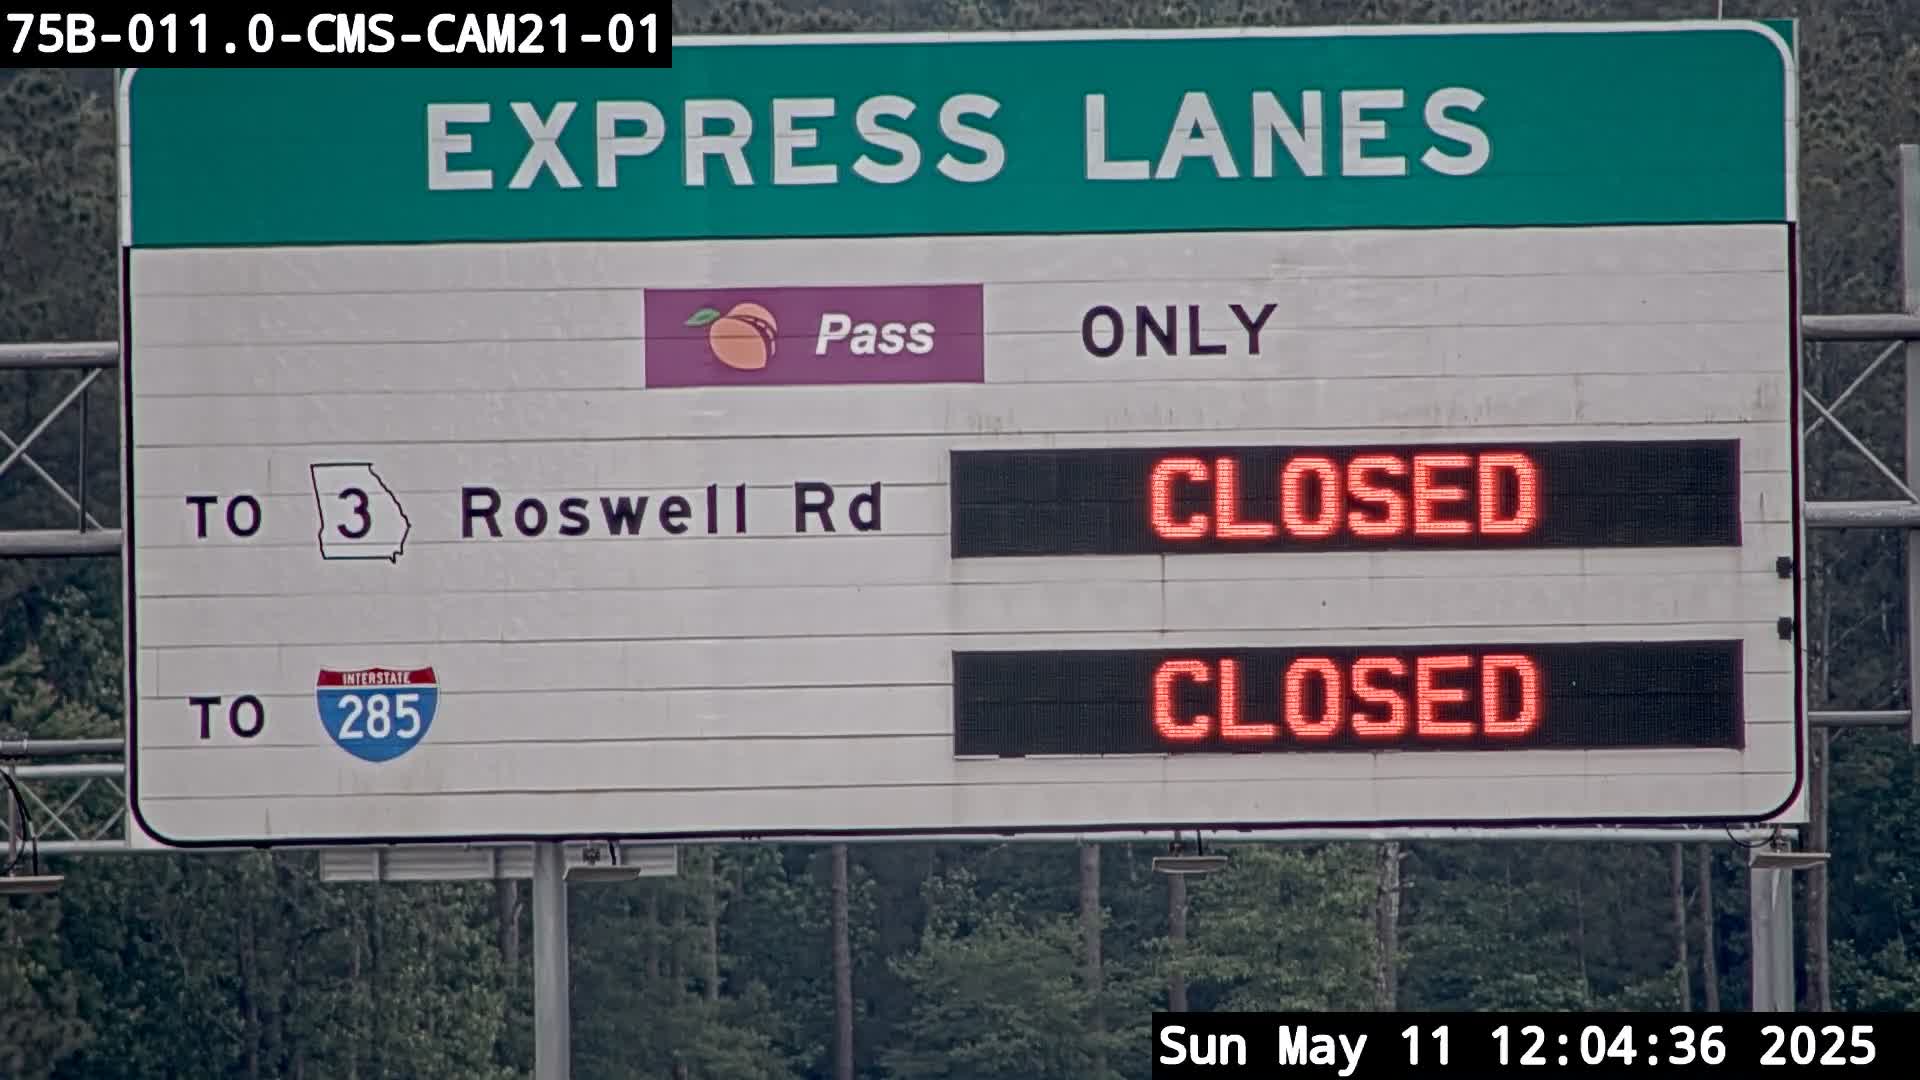 75B-011.0-CMS-CAM21-01
EXPRESS LANES
Pass ONLY
TO 3 Roswell Rd CLOSED
TO INTERSTATE 285 CLOSED
Sun May 11 12:04:36 2025